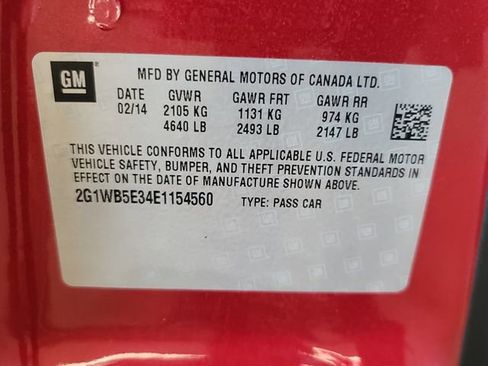 GM
MFD BY GENERAL MOTORS OF CANADA LTD.
DATE GVWR GAWR FRT GAWR RR
02/14 2105 KG 1131 KG 974 KG
4640 LB 2493 LB 2147 LB
THIS VEHICLE CONFORMS TO ALL APPLICABLE U.S. FEDERAL MOTOR
VEHICLE SAFETY, BUMPER, AND THEFT PREVENTION STANDARDS IN
EFFECT ON THE DATE OF MANUFACTURE SHOWN ABOVE.
2G1WB5E34E1154560 TYPE: PASS CAR